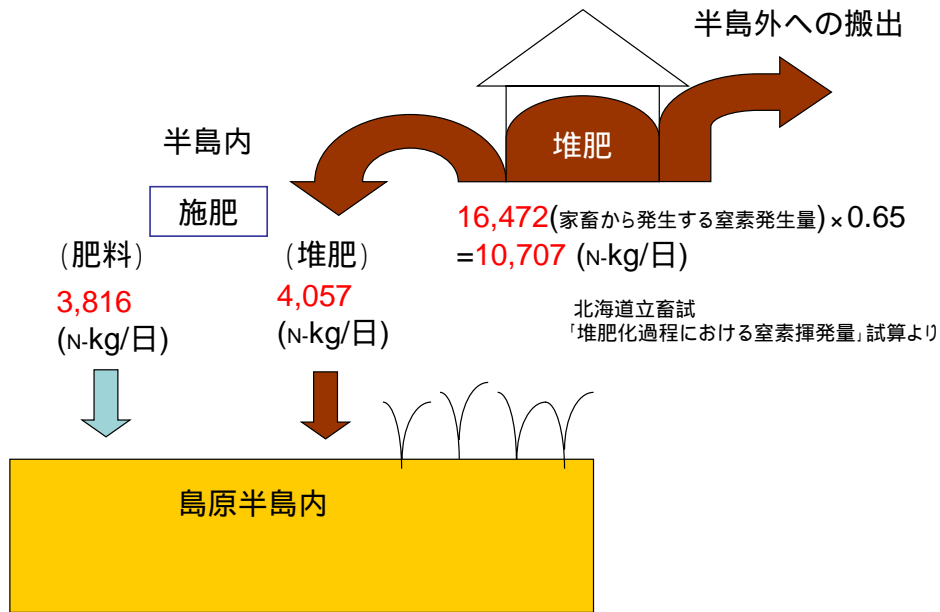 半島外への搬出
堆肥
半島内
施肥
16,472(家畜から発生する窒素発生量)×0.65
=10,707 (N-kg/日)
(肥料)
3,816
(N-kg/日)
(堆肥)
4,057
(N-kg/日)
北海道立畜試
「堆肥化過程における窒素揮発量」試算より
島原半島内